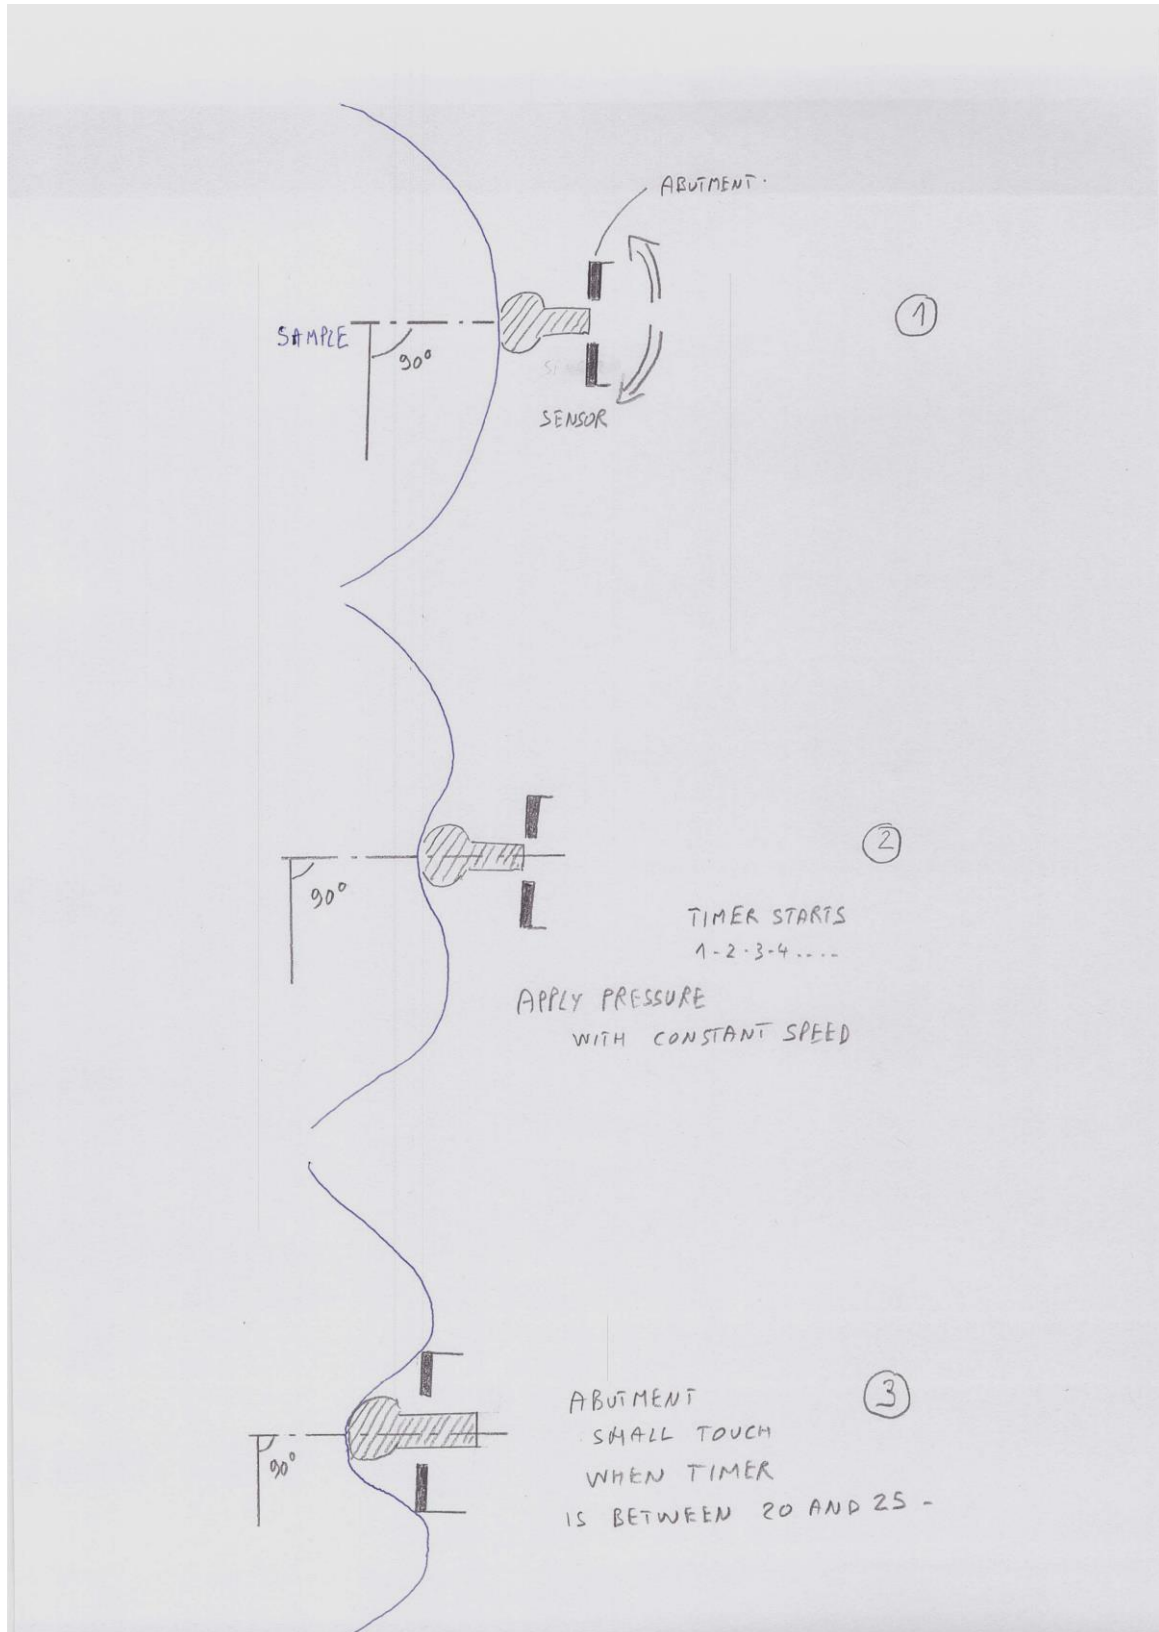 ABUTMENT.
1
SAMPLE
90°
SENSOR
2
90°
TIMER STARTS
1-2-3-4....
APPLY PRESSURE
WITH CONSTANT SPEED
3
ABUTMENT
SMALL TOUCH
WHEN TIMER
90°
IS BETWEEN 20 AND 25 -